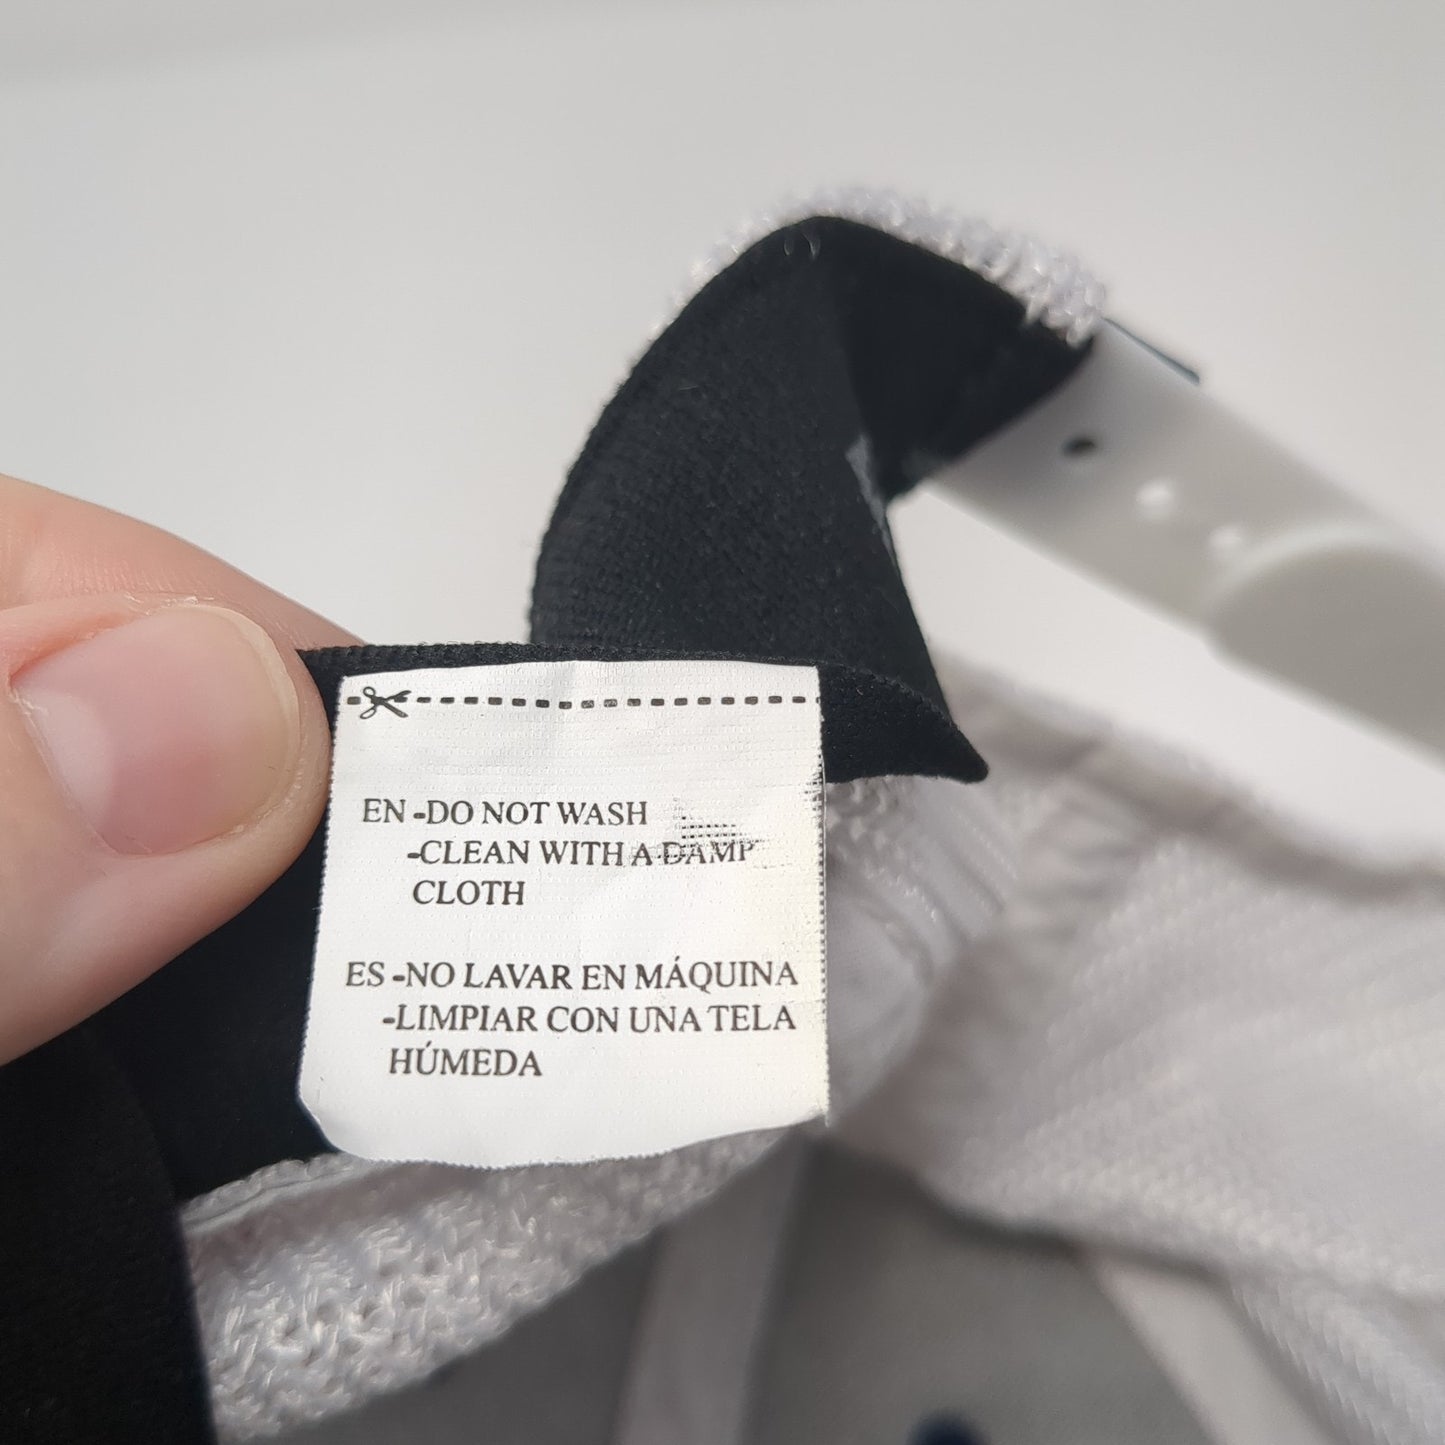 EN -DO NOT WASH
-CLEAN WITH A DAMP
CLOTH
ES -NO LAVAR EN MÁQUINA
-LIMPIAR CON UNA TELA
HÚMEDA